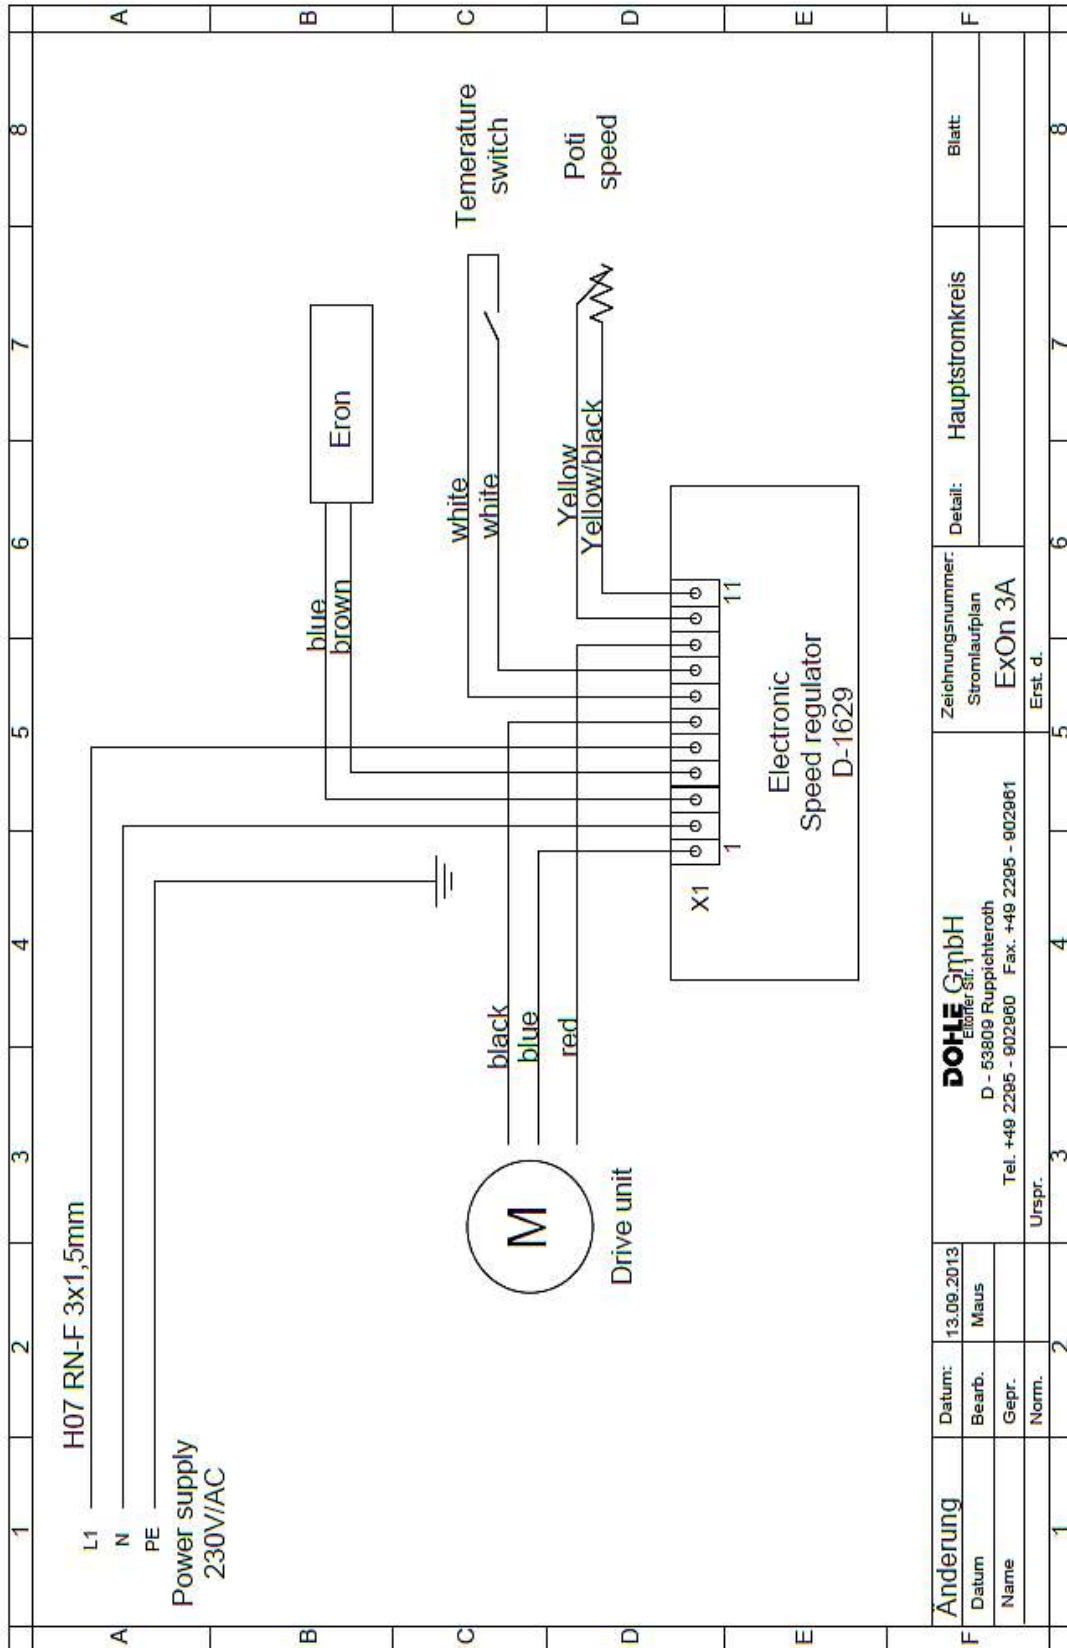 1 2 3 4 5 6 7 8
A
A
B
B
C
C
D
D
E
E
F
F
L1
N
PE
H07 RN-F 3x1,5mm
Power supply
230V/AC
Eron
blue
brown
Temerature
switch
white
white
Poti
speed
Yellow
Yellow/black
black
blue
red
M
Drive unit
X1
1
11
Electronic
Speed regulator
D-1629
Änderung
Datum
Name
Datum:
13.09.2013
Bearb.
Maus
Gepr.
Norm.
DOHLE GmbH
Eitorfer Str. 1
D - 53809 Ruppichteroth
Tel. +49 2295 - 902960 Fax. +49 2295 - 902961
Urspr.
Zeichnungsnummer:
Stromlaufplan
ExOn 3A
Erst. d.
Detail:
Hauptstromkreis
Blatt:
1 2 3 4 5 6 7 8